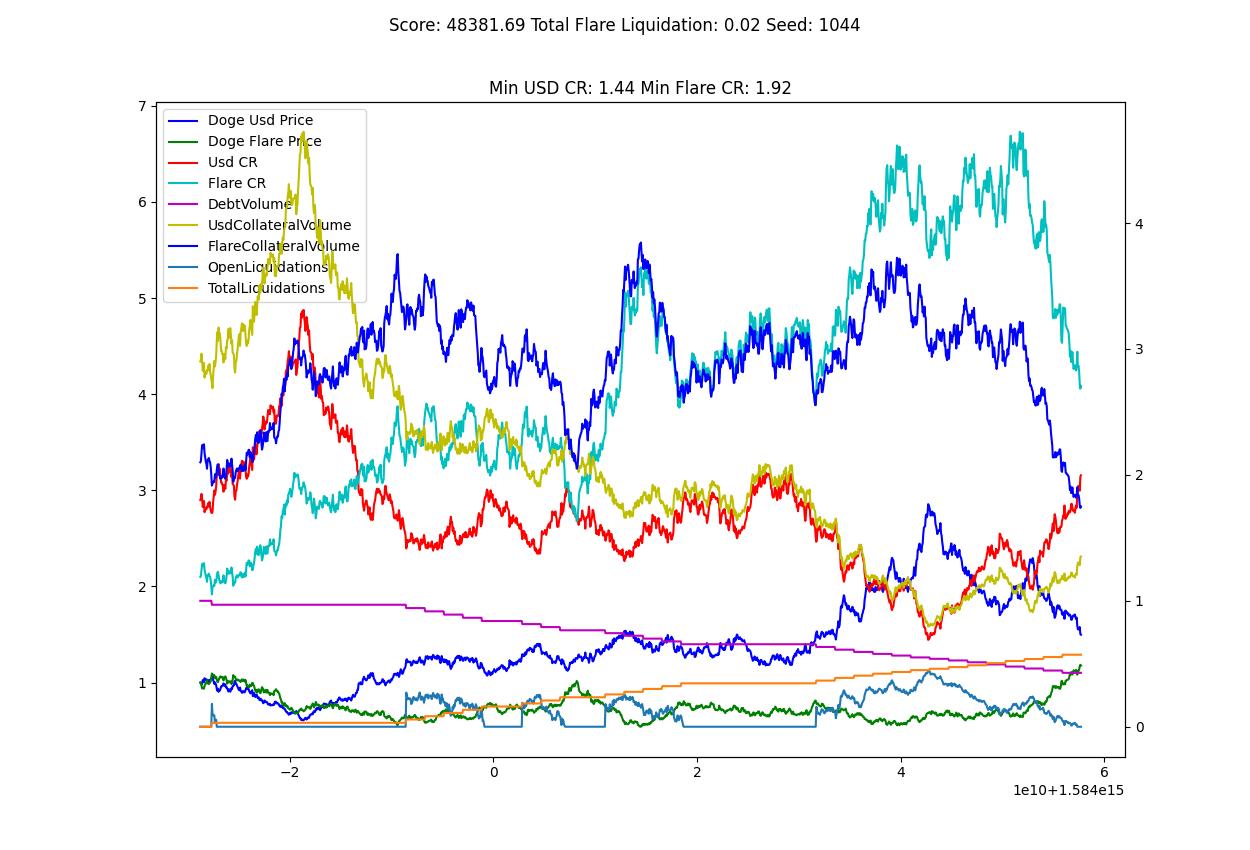 Score: 48381.69 Total Flare Liquidation: 0.02 Seed: 1044
Min USD CR: 1.44 Min Flare CR: 1.92
Doge Usd Price
Doge Flare Price
Usd CR
Flare CR
DebtVolume
UsdCollateralVolume
FlareCollateralVolume
OpenLiquidations
TotalLiquidations
7
6
5
4
3
2
1
4
3
2
1
0
−2
0
2
4
6
1e10+1.584e15